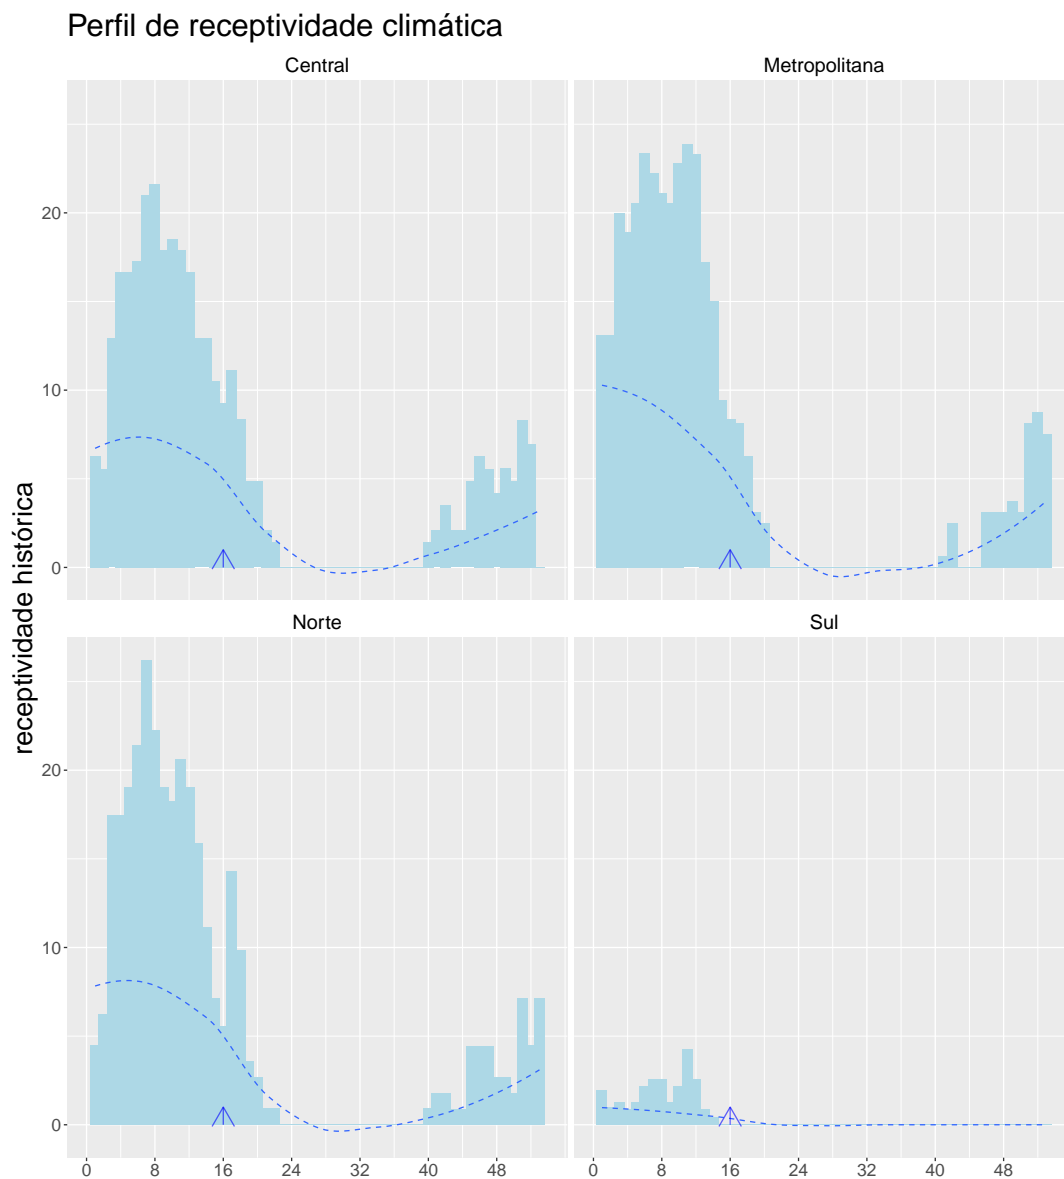 Perfil de receptividade climática
Central
Metropolitana
20
10
0
receptividade histórica
Norte
Sul
20
10
0
0 8 16 24 32 40 48
0 8 16 24 32 40 48